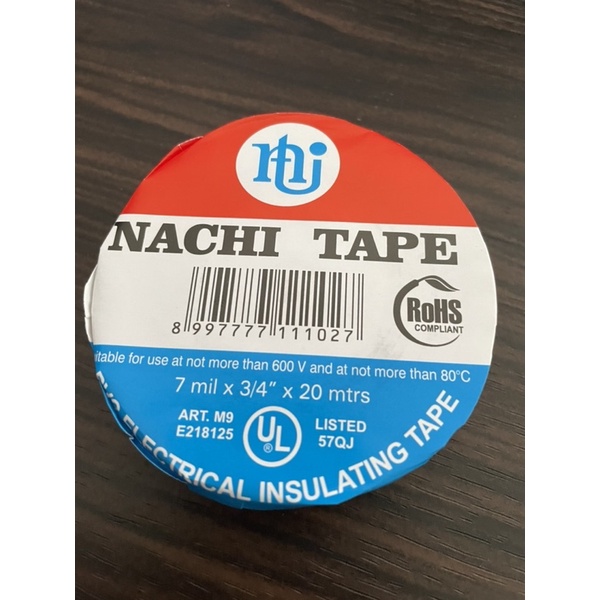 NACHI TAPE
8 997777 111027
RoHS
COMPLIANT
for use at not more than 600 V and at not more than 80°C
7 mil x 3/4" x 20 mtrs
ART. M9
E218125
UL
®
LISTED
57QJ
ELECTRICAL INSULATING TAPE